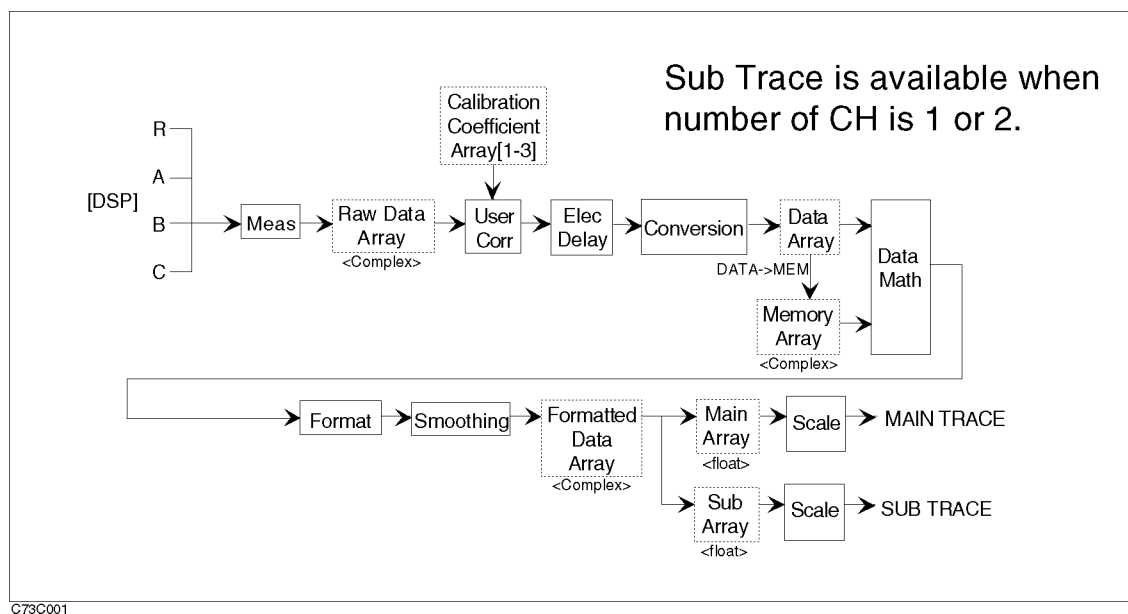 Sub Trace is available when
number of CH is 1 or 2.
Calibration
Coefficient
Array[1-3]
R
A
[DSP]
B
C
Meas
Raw Data
Array
<Complex>
User
Corr
Elec
Delay
Conversion
Data
Array
DATA->MEM
Memory
Array
<Complex>
Data
Math
Format
Smoothing
Formatted
Data
Array
<Complex>
Main
Array
<float>
Scale
MAIN TRACE
Sub
Array
<float>
Scale
SUB TRACE
C73C001